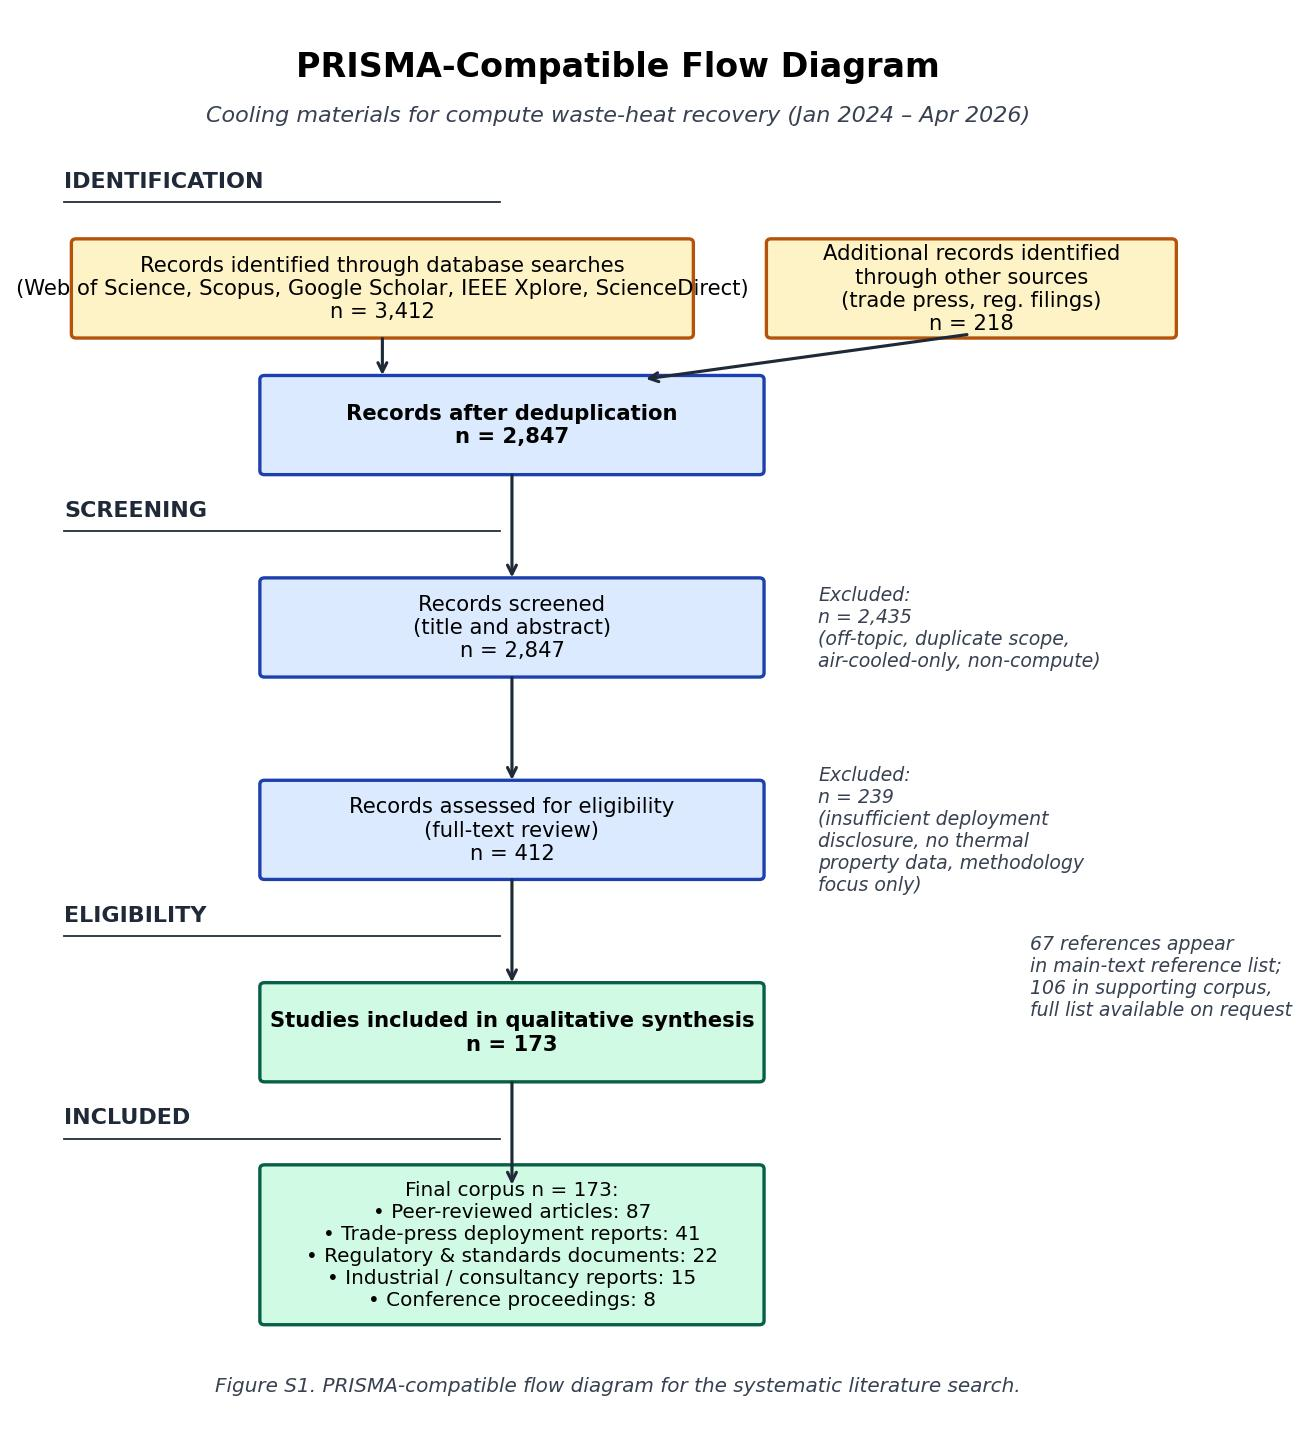 PRISMA-Compatible Flow Diagram
Cooling materials for compute waste-heat recovery (Jan 2024 – Apr 2026)
IDENTIFICATION
Records identified through database searches
(Web of Science, Scopus, Google Scholar, IEEE Xplore, ScienceDirect)
n = 3,412
Additional records identified
through other sources
(trade press, reg. filings)
n = 218
Records after deduplication
n = 2,847
SCREENING
Records screened
(title and abstract)
n = 2,847
Excluded:
n = 2,435
(off-topic, duplicate scope,
air-cooled-only, non-compute)
Records assessed for eligibility
(full-text review)
n = 412
Excluded:
n = 239
(insufficient deployment
disclosure, no thermal
property data, methodology
focus only)
ELIGIBILITY
67 references appear
in main-text reference list;
106 in supporting corpus,
full list available on request
Studies included in qualitative synthesis
n = 173
INCLUDED
Final corpus n = 173:
• Peer-reviewed articles: 87
• Trade-press deployment reports: 41
• Regulatory & standards documents: 22
• Industrial / consultancy reports: 15
• Conference proceedings: 8
Figure S1. PRISMA-compatible flow diagram for the systematic literature search.